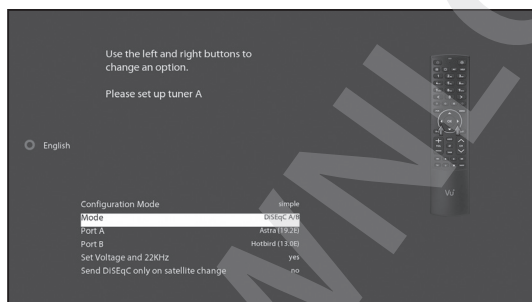 Use the left and right buttons to
change an option.
Please set up tuner A
English
Configuration Mode simple
Mode DiSEqC A/B
Port A Astra (19.2E)
Port B Hotbird (13.0E)
Set Voltage and 22KHz yes
Send DiSEqC only on satellite change no